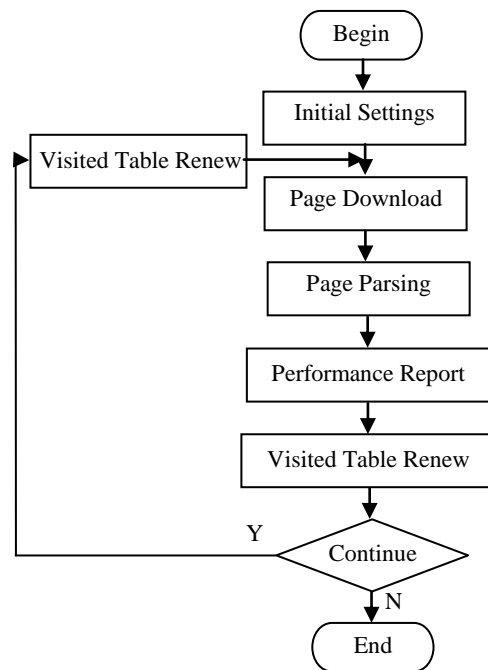 Begin
Initial Settings
Visited Table Renew
Page Download
Page Parsing
Performance Report
Visited Table Renew
Y
Continue
N
End